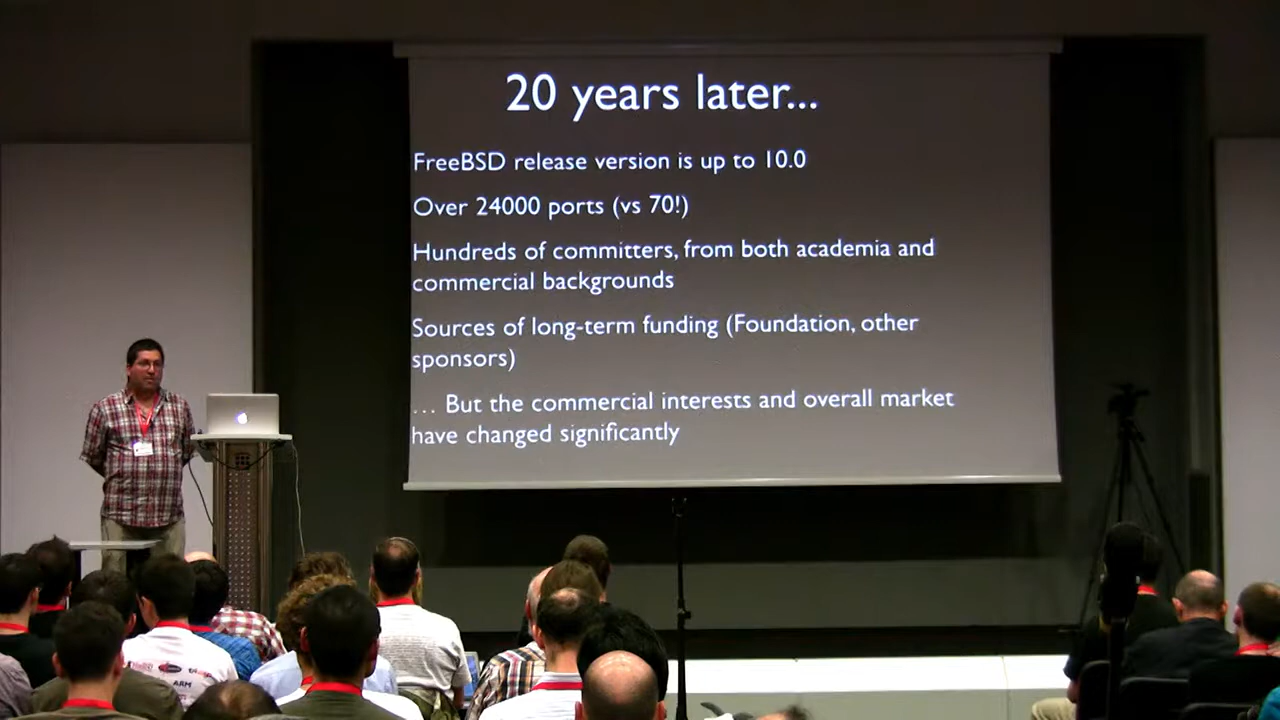 20 years later...
FreeBSD release version is up to 10.0
Over 24000 ports (vs 70!)
Hundreds of committers, from both academia and
commercial backgrounds
Sources of long-term funding (Foundation, other
sponsors)
... But the commercial interests and overall market
have changed significantly
ARM